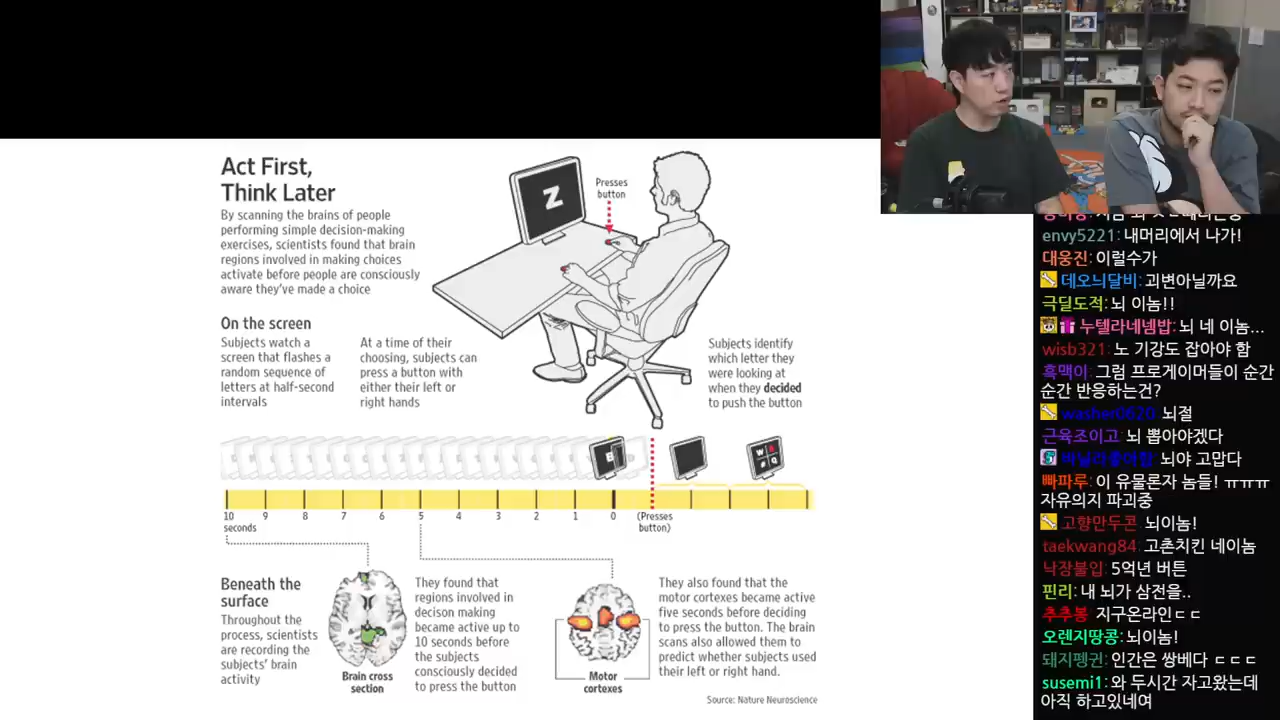 Act First,
Think Later
By scanning the brains of people
performing simple decision-making
exercises, scientists found that brain
regions involved in making choices
activate before people are consciously
aware they've made a choice
Z
Presses
button
On the screen
Subjects watch a
screen that flashes a
random sequence of
letters at half-second
intervals
At a time of their
choosing, subjects can
press a button with
either their left or
right hands
Subjects identify
which letter they
were looking at
when they decided
to push the button
10
seconds
9
8
7
6
5
4
3
2
1
0
(Presses
button)
Beneath the
surface
Throughout the
process, scientists
are recording the
subjects' brain
activity
Brain cross
section
They found that
regions involved in
decison making
became active up to
10 seconds before
the subjects
consciously decided
to press the button
Motor
cortexes
They also found that the
motor cortexes became active
five seconds before deciding
to press the button. The brain
scans also allowed them to
predict whether subjects used
their left or right hand.
Source: Nature Neuroscience
envy5221: 내머리에서 나가!
대웅진: 이럴수가
데오늬달비: 괴변아닐까요
극딜도적: 뇌 이놈!!
누텔라네넴밥: 뇌 네 이놈...
wisb321: 노 기강도 잡아야 함
흑맥이: 그럼 프로게이머들이 순간
순간 반응하는건?
washer0620: 뇌절
근육조이고: 뇌 뽑아야겠다
바닐라좋아함: 뇌야 고맙다
빠파루: 이 유물론자 놈들! ㅠㅠㅠ
자유의지 파괴중
고향만두콘: 뇌이놈!
taekwang84: 고촌치킨 네이놈
낙장불입: 5억년 버튼
핀리: 내 뇌가 삼전을..
추추봉: 지구온라인ㄷㄷ
오렌지땅콩: 뇌이놈!
돼지펭귄: 인간은 쌍베다 ㄷㄷㄷ
susemi1: 와 두시간 자고왔는데
아직 하고있네여